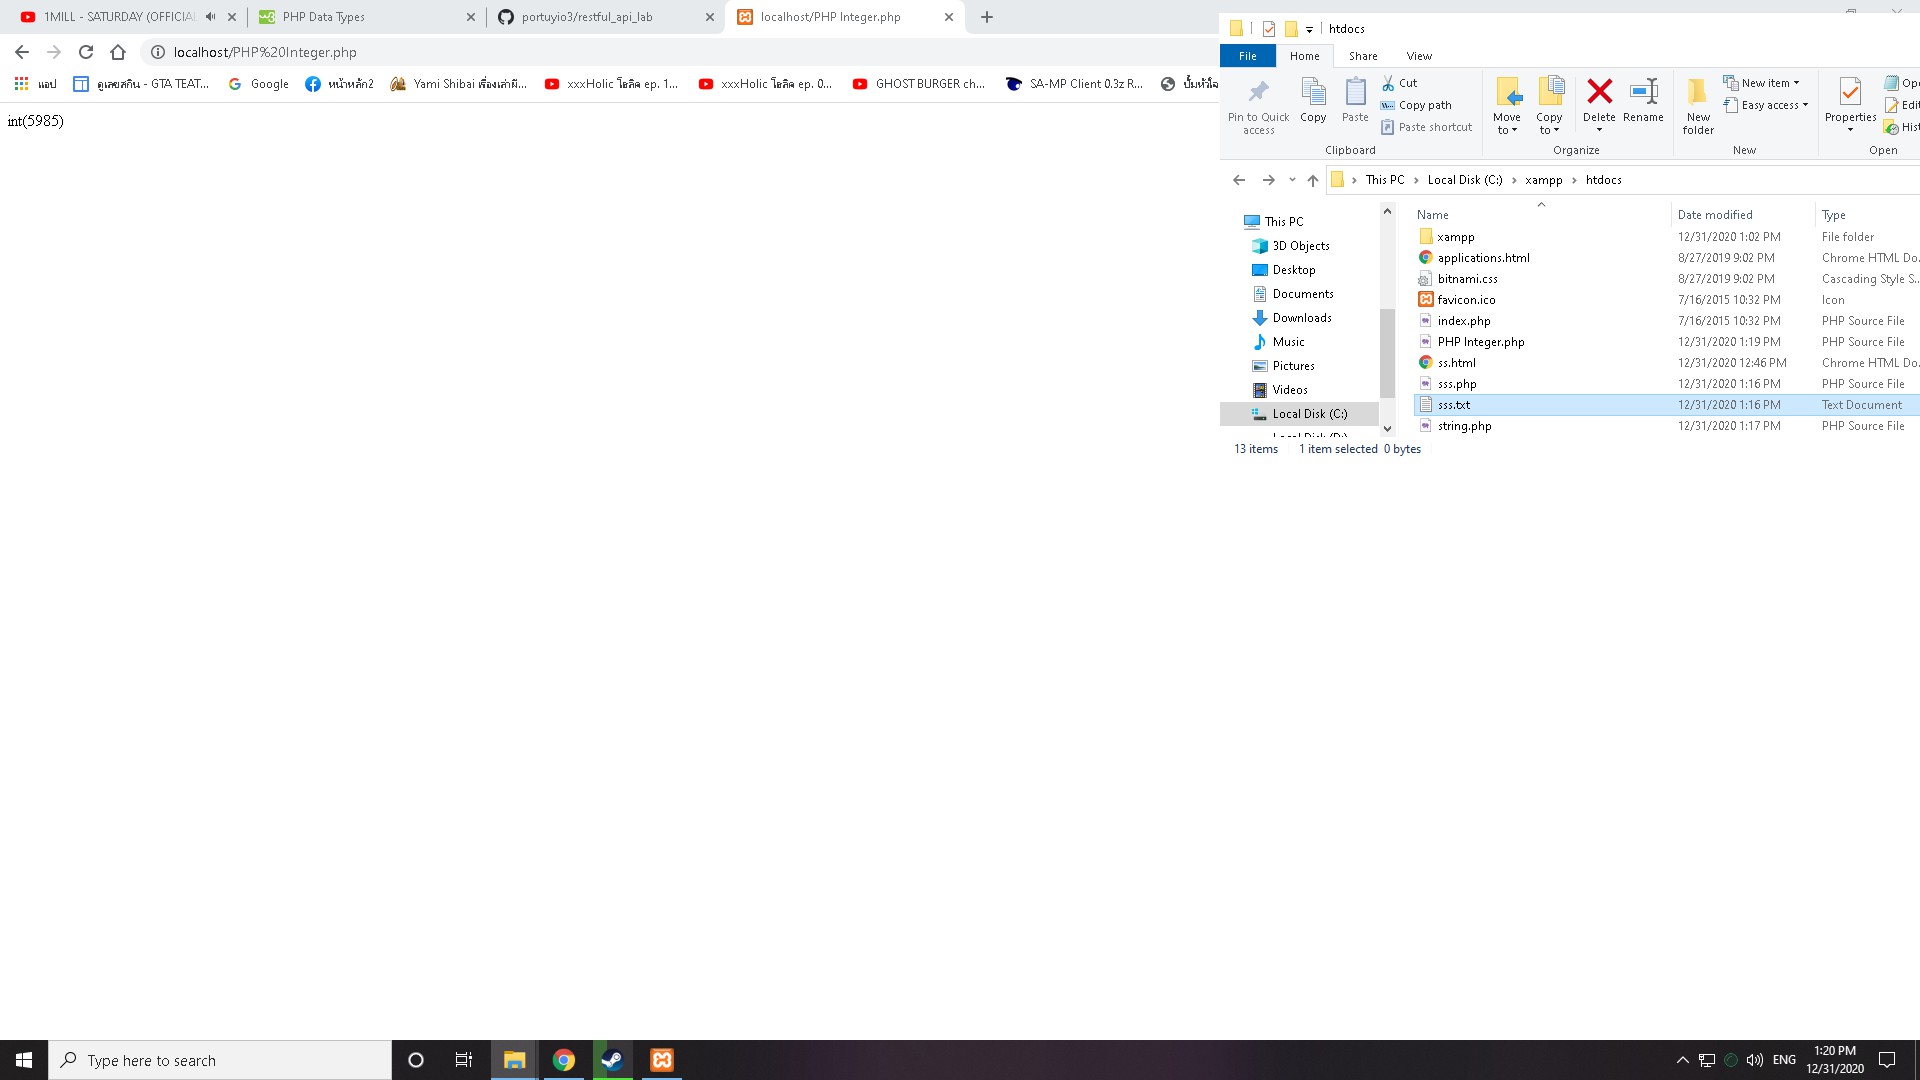 1MILL - SATURDAY (OFFICIAL
PHP Data Types
portuyio3/restful_api_lab
localhost/PHP Integer.php
localhost/PHP%20Integer.php
แอป
ดูเลขสกิน - GTA TEAT...
Google
หน้าหลัก2
Yami Shibai เรื่องเล่าผี...
xxxHolic โฮลิค ep. 1...
xxxHolic โฮลิค ep. 0...
GHOST BURGER ch...
SA-MP Client 0.3z R...
ปั๊มหัวใจ
int(5985)
htdocs
File
Home
Share
View
Pin to Quick access
Copy
Paste
Cut
Copy path
Paste shortcut
Clipboard
Move to
Copy to
Delete
Rename
Organize
New folder
New item
Easy access
New
Properties
Ope
Edit
Hist
Open
This PC
Local Disk (C:)
xampp
htdocs
This PC
3D Objects
Desktop
Documents
Downloads
Music
Pictures
Videos
Local Disk (C:)
Local Disk (D:)
Name Date modified Type
xampp 12/31/2020 1:02 PM File folder
applications.html 8/27/2019 9:02 PM Chrome HTML Do...
bitnami.css 8/27/2019 9:02 PM Cascading Style S...
favicon.ico 7/16/2015 10:32 PM Icon
index.php 7/16/2015 10:32 PM PHP Source File
PHP Integer.php 12/31/2020 1:19 PM PHP Source File
ss.html 12/31/2020 12:46 PM Chrome HTML Do...
sss.php 12/31/2020 1:16 PM PHP Source File
sss.txt 12/31/2020 1:16 PM Text Document
string.php 12/31/2020 1:17 PM PHP Source File
13 items 1 item selected 0 bytes
Type here to search
ENG
1:20 PM
12/31/2020